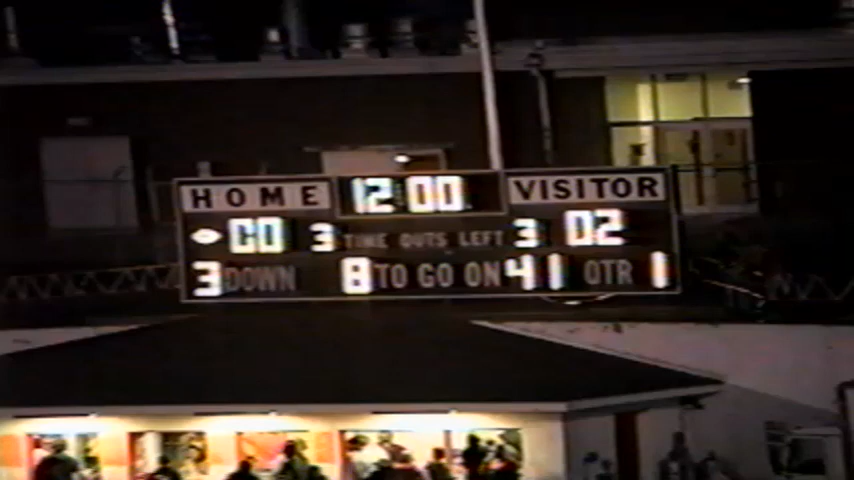 HOME 12:00 VISITOR
GO 3 TIME OUTS LEFT 3 02
3 DOWN 8 TO GO ON 41 QTR 1